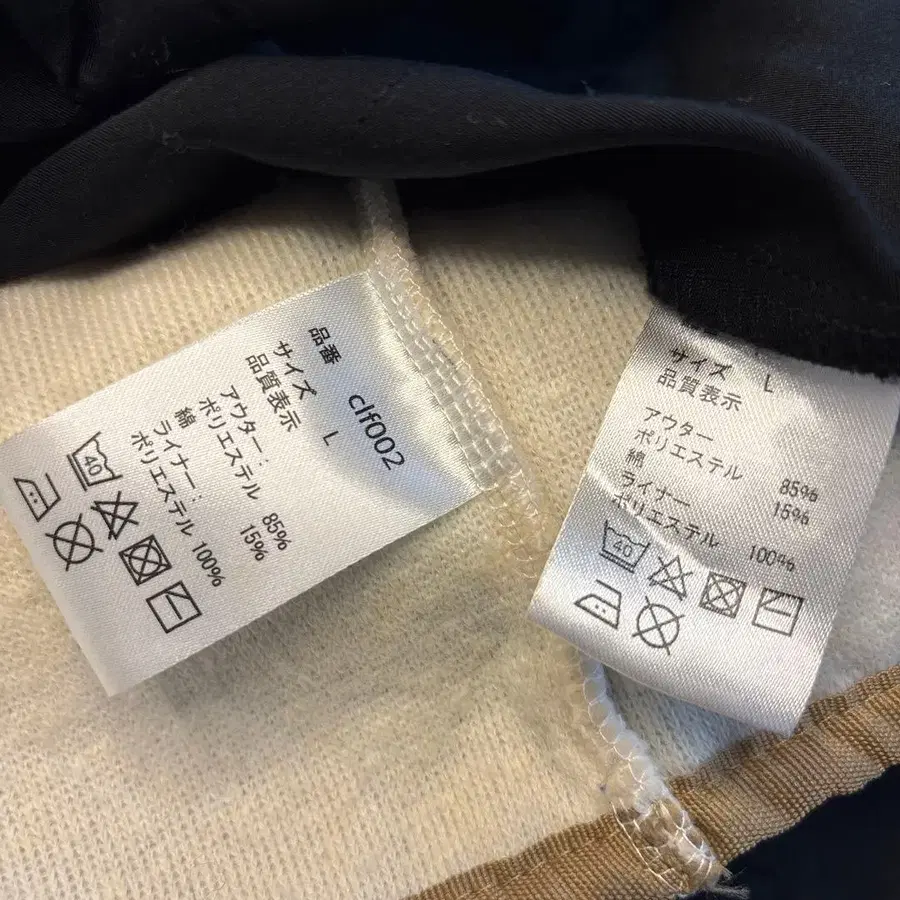 品番 clf002
サイズ L
品質表示
アウター:
ポリエステル 85%
綿 15%
ライナー:
ポリエステル 100%
40
サイズ L
品質表示
アウター
ポリエステル 85%
綿 15%
ライナー
ポリエステル 100%
40